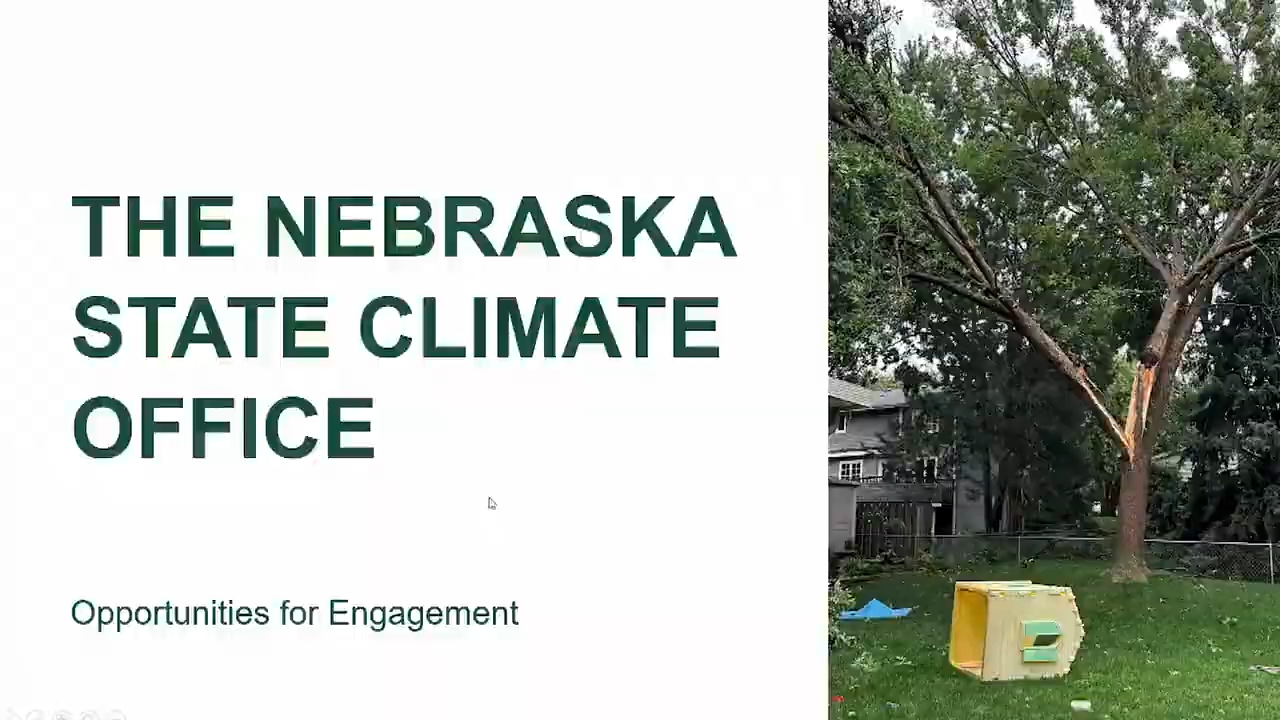 THE NEBRASKA
STATE CLIMATE
OFFICE
Opportunities for Engagement